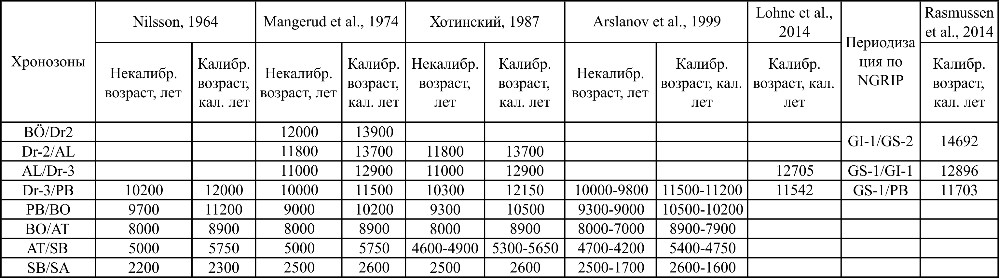 Хронозоны
Nilsson, 1964
Mangerud et al., 1974
Хотинский, 1987
Arslanov et al., 1999
Lohne et al.,
2014
Периодиза
ция по
NGRIP
Rasmussen
et al., 2014
Некалибр.
возраст, лет
Калибр.
возраст,
кал. лет
Некалибр.
возраст, лет
Калибр.
возраст,
кал. лет
Некалибр.
возраст,
лет
Калибр.
возраст,
кал. лет
Некалибр.
возраст, лет
Калибр.
возраст, кал.
лет
Калибр.
возраст, кал.
лет
Калибр.
возраст,
кал. лет
BÖ/Dr2 12000 13900
GI-1/GS-2 14692
Dr-2/AL 11800 13700 11800 13700
AL/Dr-3 11000 12900 11000 12900 12705 GS-1/GI-1 12896
Dr-3/PB 10200 12000 10000 11500 10300 12150 10000-9800 11500-11200 11542 GS-1/PB 11703
PB/BO 9700 11200 9000 10200 9300 10500 9300-9000 10500-10200
BO/AT 8000 8900 8000 8900 8000 8900 8000-7000 8900-7900
AT/SB 5000 5750 5000 5750 4600-4900 5300-5650 4700-4200 5400-4750
SB/SA 2200 2300 2500 2600 2500 2600 2500-1700 2600-1600